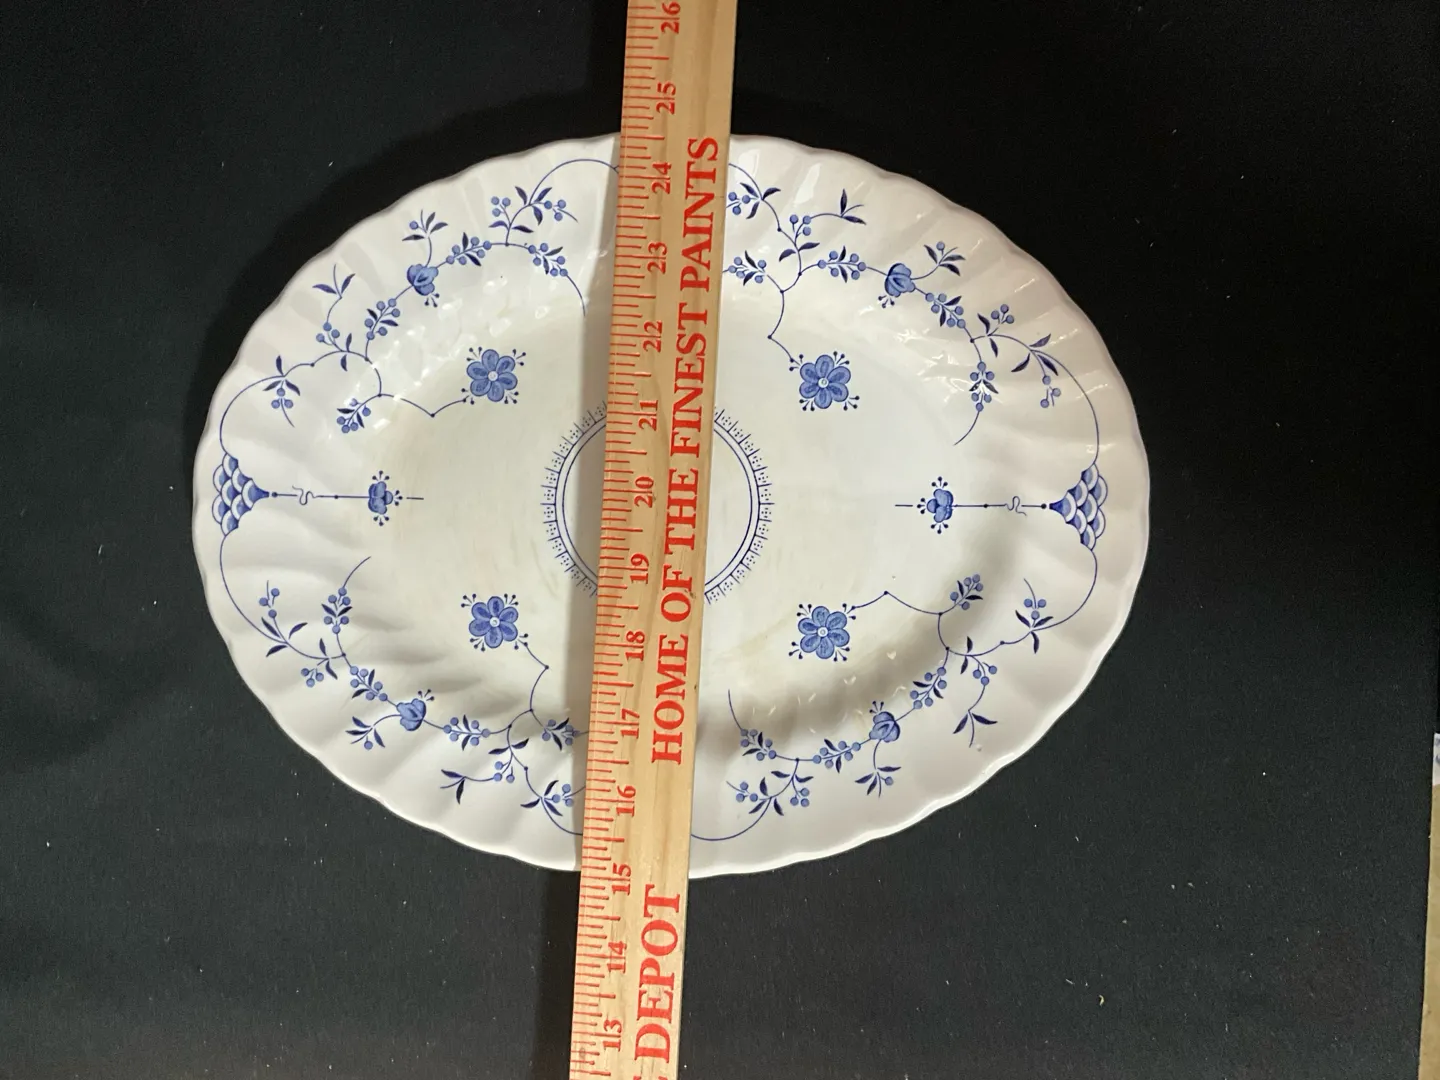 E DEPOT
HOME OF THE FINEST PAINTS
13 14 15 16 17 18 19 20 21 22 23 24 25 26